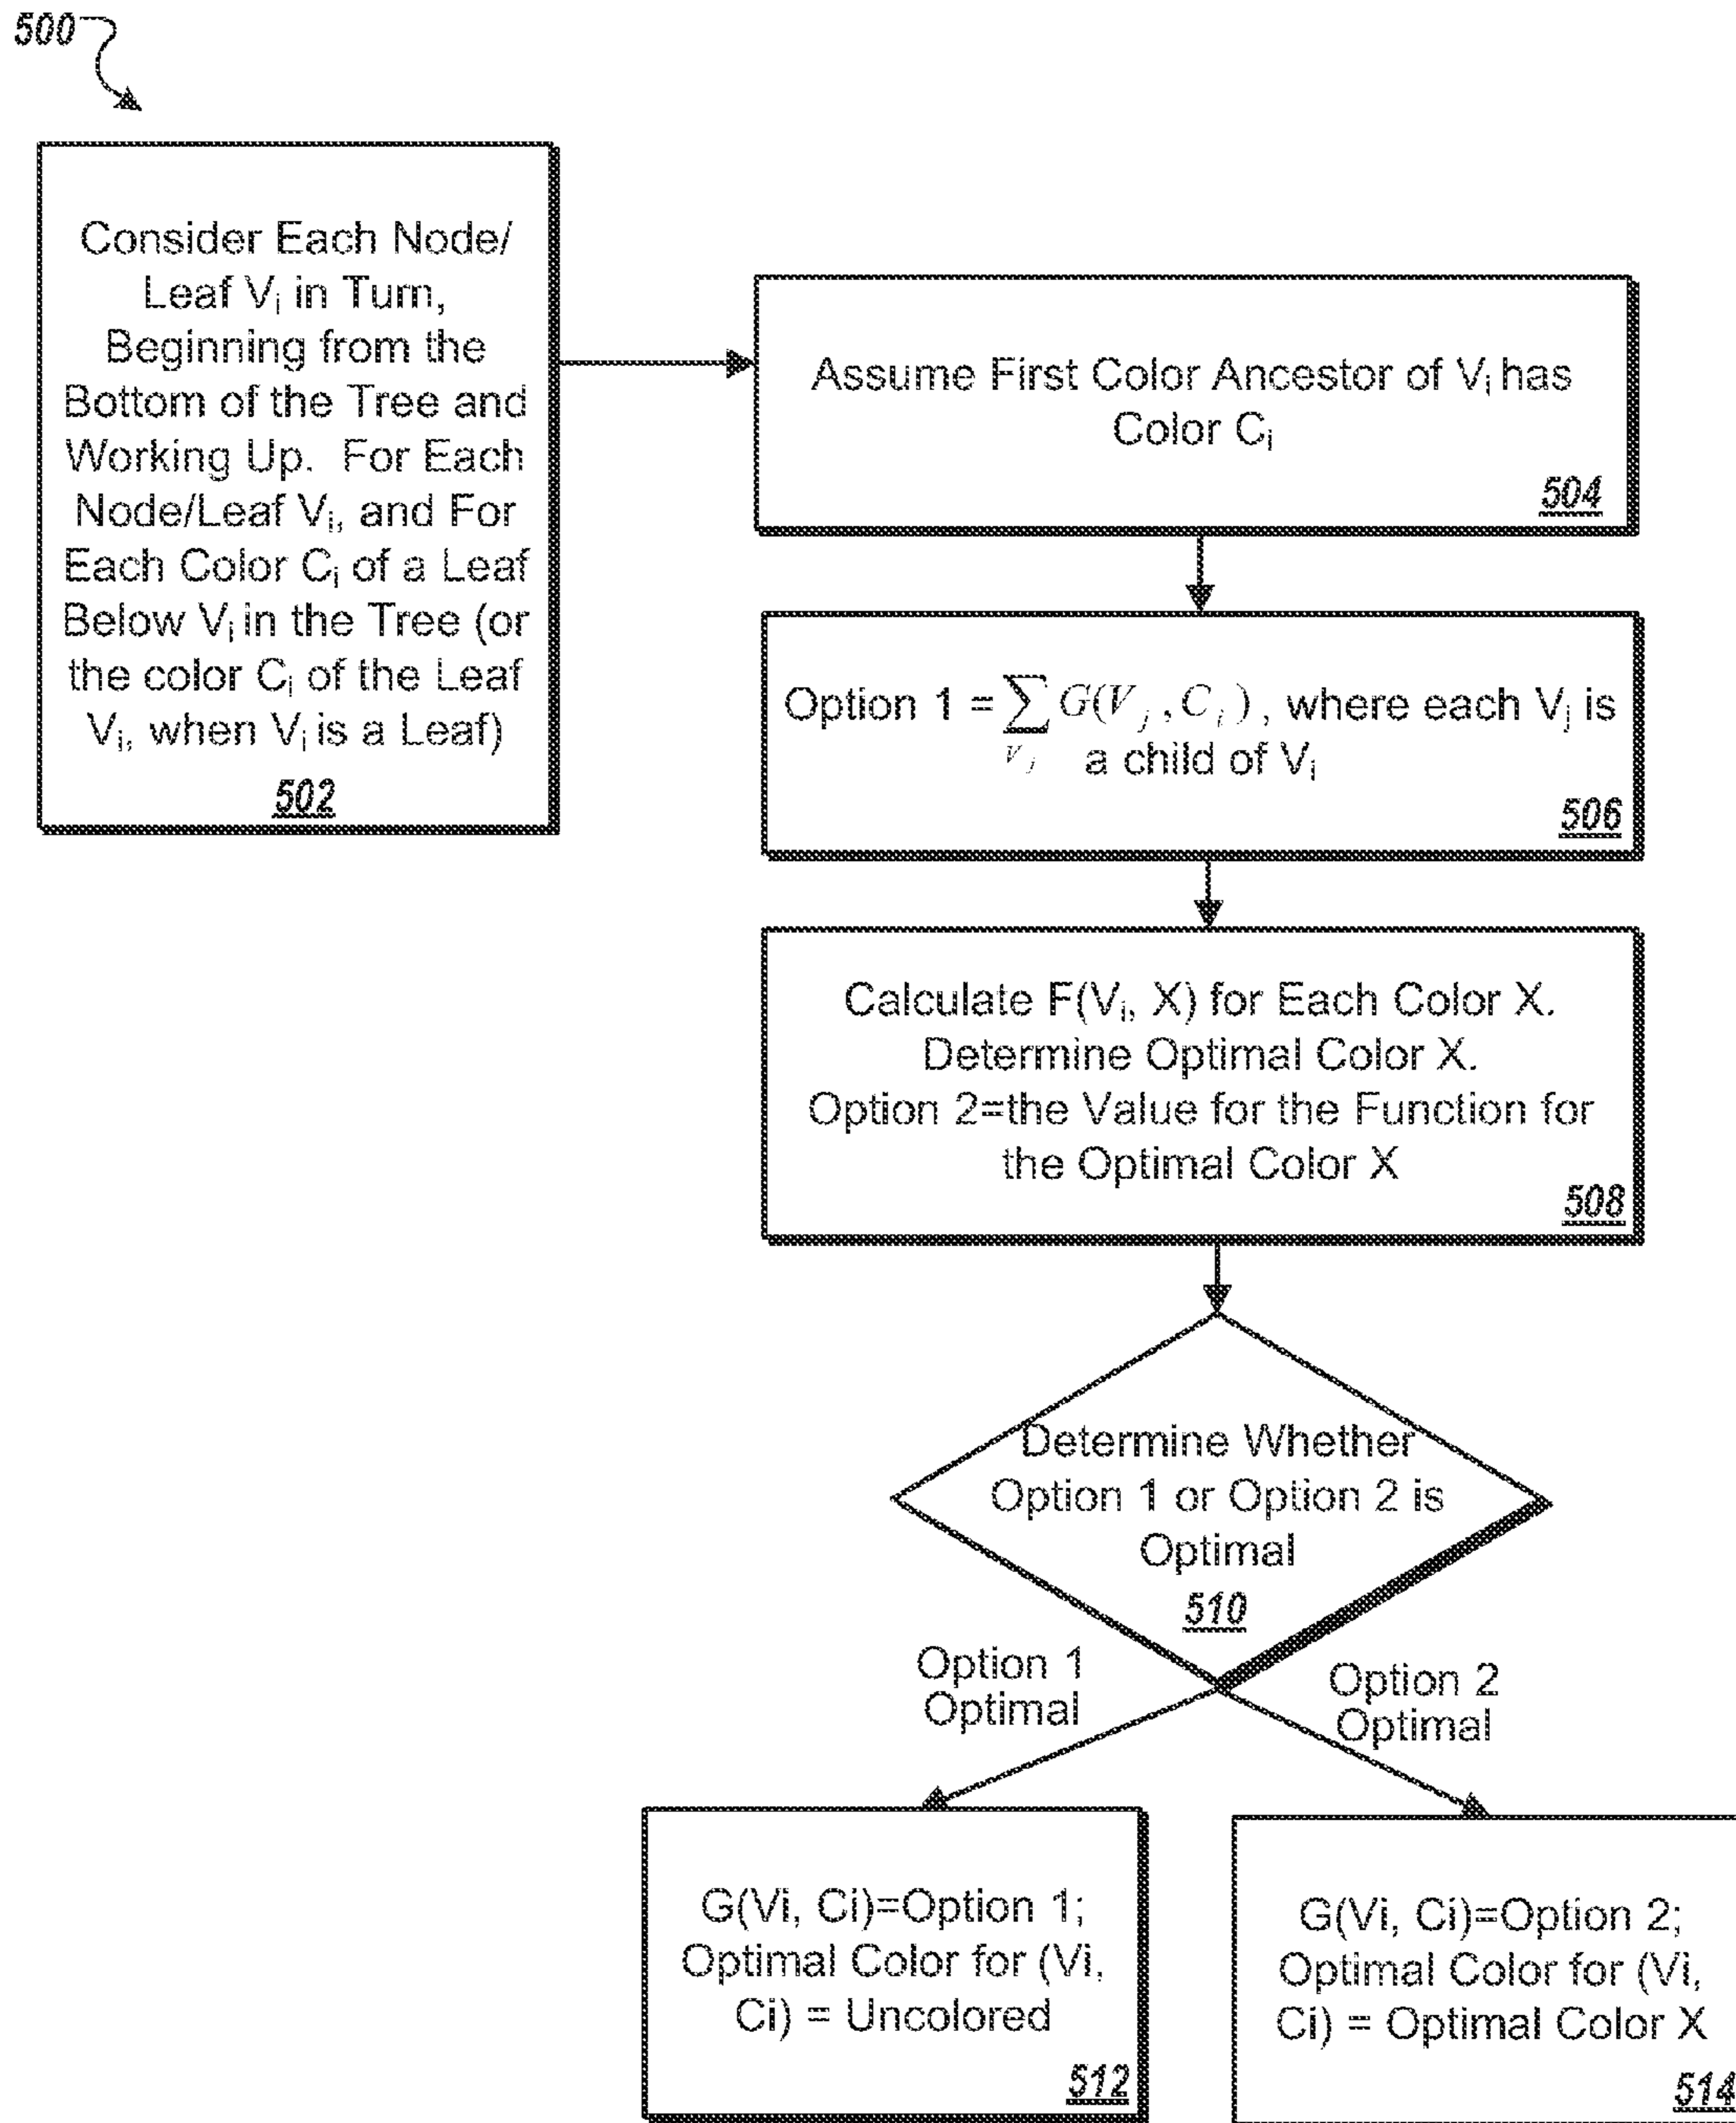 500
Consider Each Node/
Leaf Vᵢ in Turn,
Beginning from the
Bottom of the Tree and
Working Up. For Each
Node/Leaf Vᵢ, and For
Each Color Cᵢ of a Leaf
Below Vᵢ in the Tree (or
the color Cᵢ of the Leaf
Vᵢ, when Vᵢ is a Leaf)
502
Assume First Color Ancestor of Vᵢ has
Color Cᵢ
504
Option 1 = ∑ G(Vⱼ, Cᵢ), where each Vⱼ is
Vⱼ a child of Vᵢ
506
Calculate F(Vᵢ, X) for Each Color X.
Determine Optimal Color X.
Option 2=the Value for the Function for
the Optimal Color X
508
Determine Whether
Option 1 or Option 2 is
Optimal
510
Option 1
Optimal
Option 2
Optimal
G(Vi, Ci)=Option 1;
Optimal Color for (Vi,
Ci) = Uncolored
512
G(Vi, Ci)=Option 2;
Optimal Color for (Vi,
Ci) = Optimal Color X
514